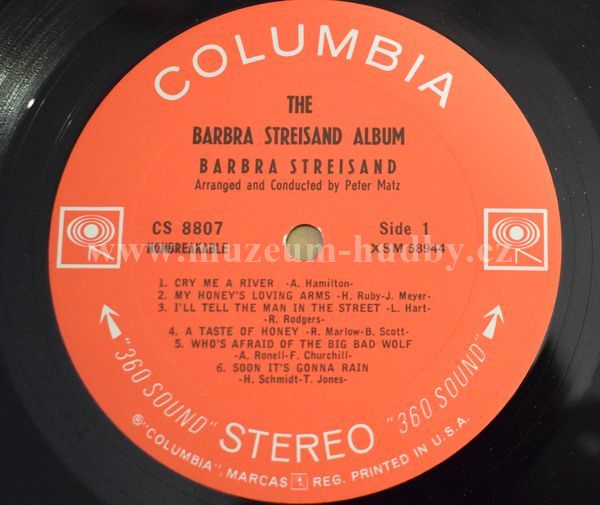 COLUMBIA
THE
BARBRA STREISAND ALBUM
BARBRA STREISAND
Arranged and Conducted by Peter Matz
CS 8807
Side 1
NONBREAKABLE
XSM 58944
www.muzeum-hudby.cz
1. CRY ME A RIVER -A. Hamilton-
2. MY HONEY'S LOVING ARMS -H. Ruby-J. Meyer-
3. I'LL TELL THE MAN IN THE STREET -L. Hart-
-R. Rodgers-
4. A TASTE OF HONEY -R. Marlow-B. Scott-
5. WHO'S AFRAID OF THE BIG BAD WOLF
-A. Ronell-F. Churchill-
6. SOON IT'S GONNA RAIN
-H. Schmidt-T. Jones-
"360 SOUND" STEREO "360 SOUND"
® "COLUMBIA", MARCAS REG. PRINTED IN U.S.A.